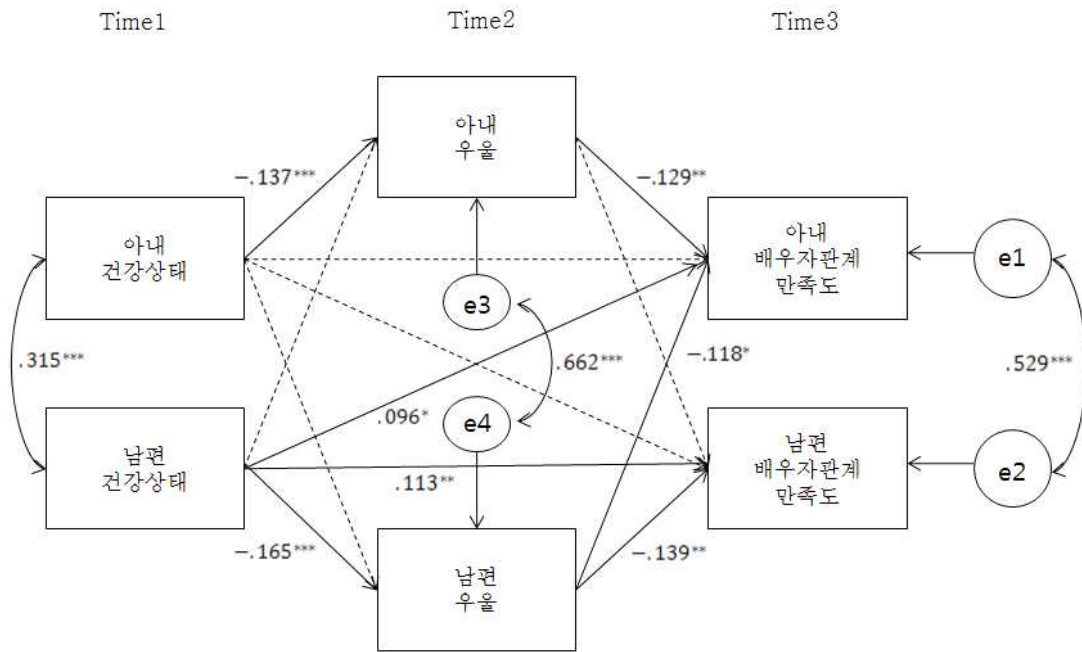 Time1
Time2
Time3
아내
우울
−.137***
−.129**
아내
건강상태
아내
배우자관계
만족도
e1
e3
−.118*
.315***
.662***
.529***
.096*
e4
남편
건강상태
남편
배우자관계
만족도
e2
.113**
−.165***
−.139**
남편
우울